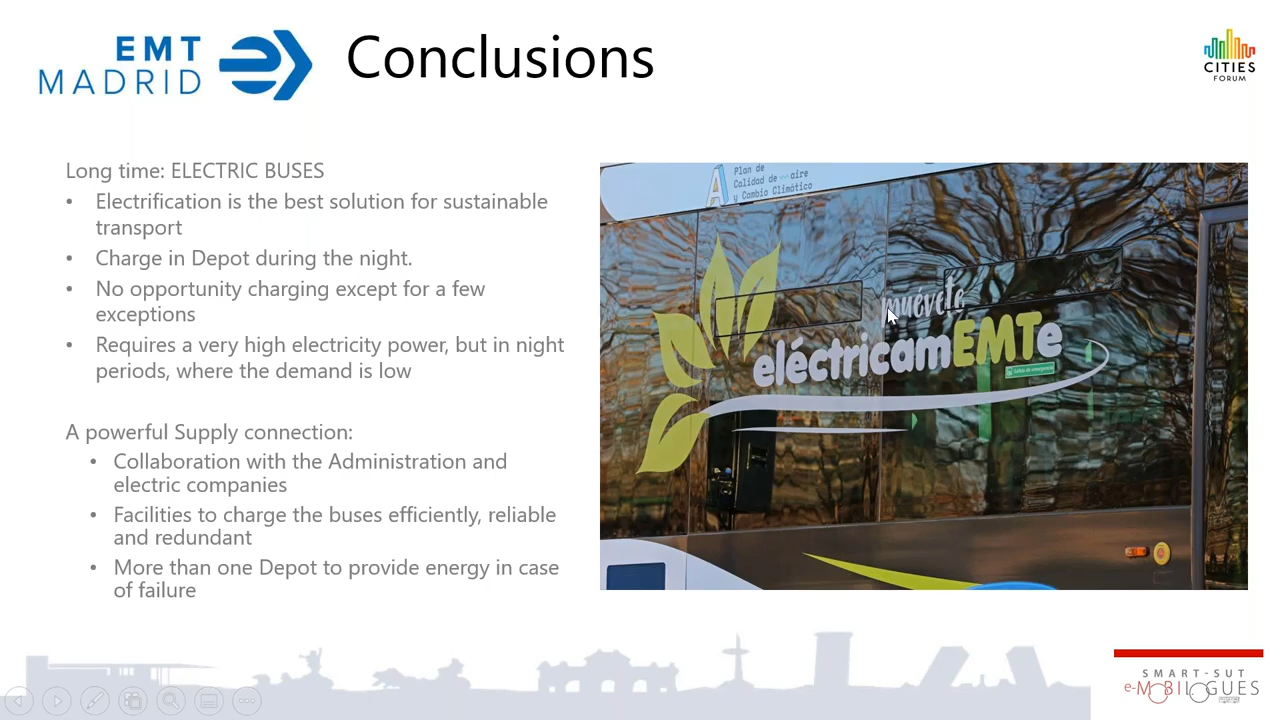 EMT
MADRID
Conclusions
CITIES
FORUM
Long time: ELECTRIC BUSES
• Electrification is the best solution for sustainable
transport
• Charge in Depot during the night.
• No opportunity charging except for a few
exceptions
• Requires a very high electricity power, but in night
periods, where the demand is low
A powerful Supply connection:
• Collaboration with the Administration and
electric companies
• Facilities to charge the buses efficiently, reliable
and redundant
• More than one Depot to provide energy in case
of failure
Plan de
Calidad de aire
y Cambio Climático
muévete
eléctricamEMTe
Salida de emergencia
SMART-SUT
e-MOBILOGUES